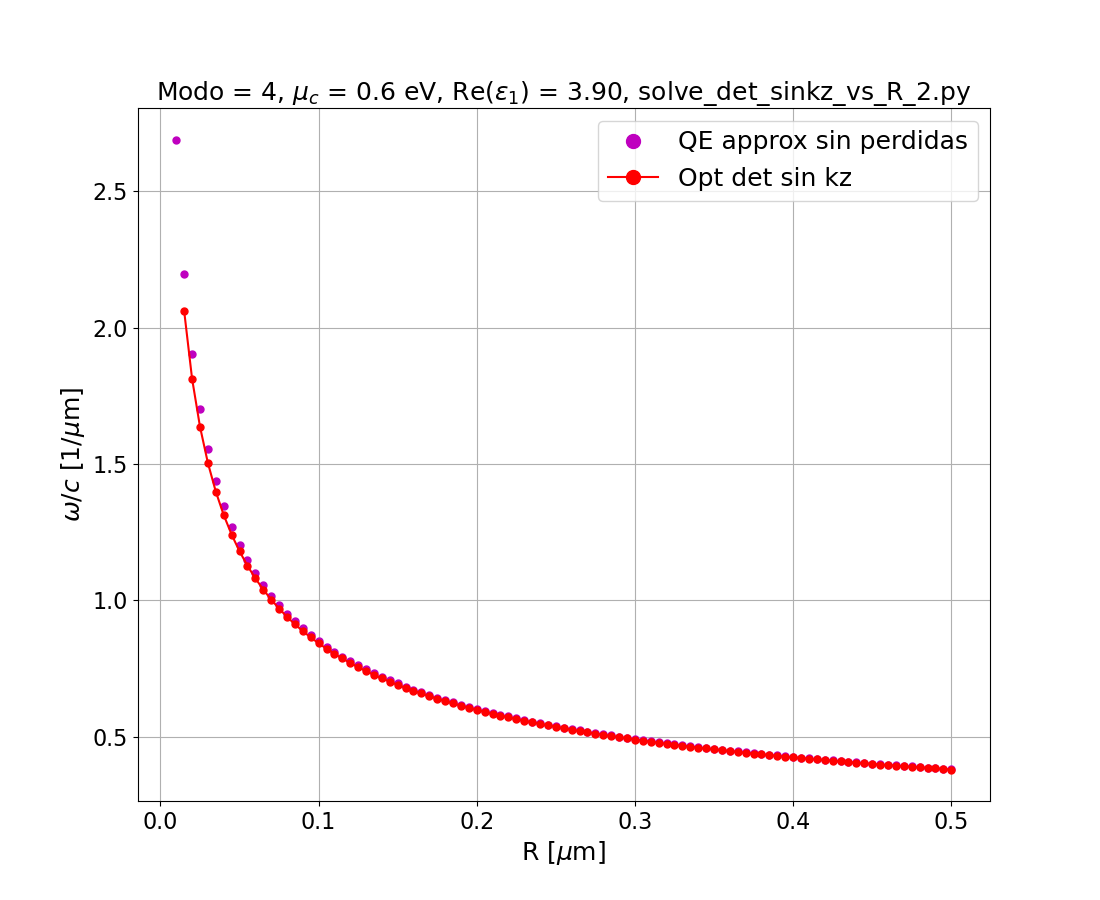 Modo = 4, μc = 0.6 eV, Re(ε1) = 3.90, solve_det_sinkz_vs_R_2.py
QE approx sin perdidas
Opt det sin kz
2.5
2.0
1.5
1.0
0.5
ω/c [1/μm]
0.0 0.1 0.2 0.3 0.4 0.5
R [μm]